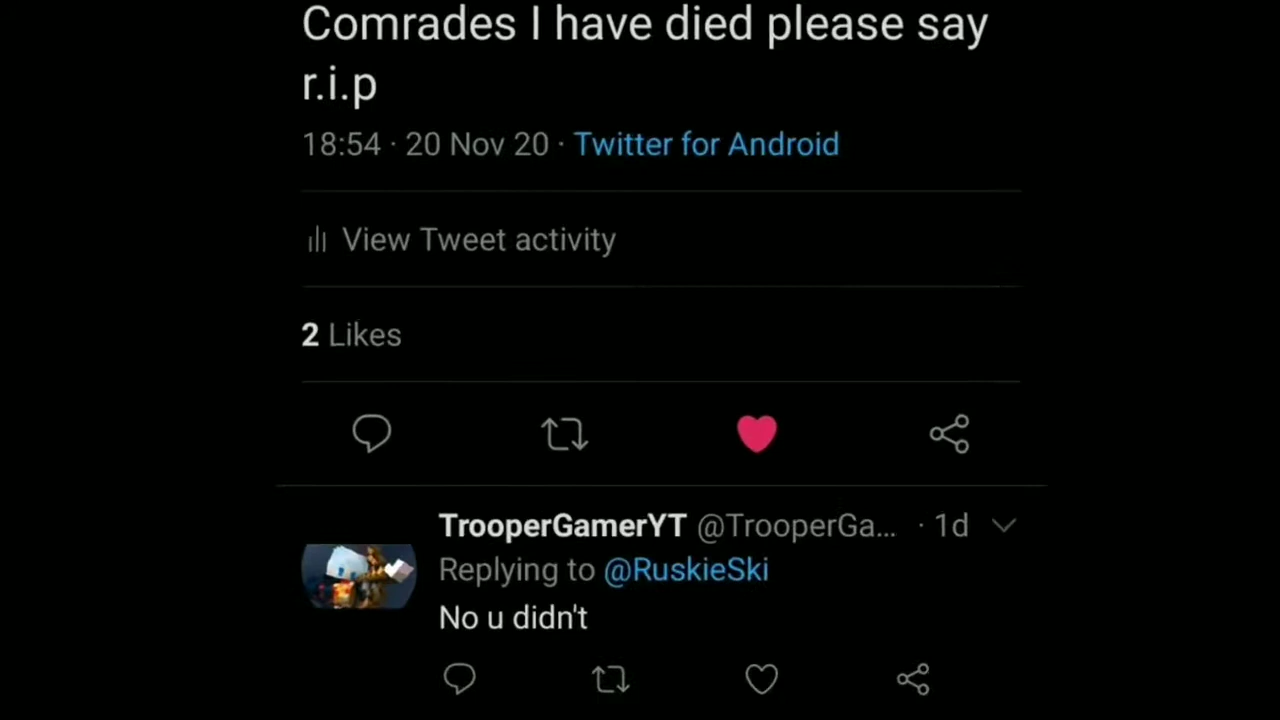 Comrades I have died please say
r.i.p
18:54 · 20 Nov 20 · Twitter for Android
View Tweet activity
2 Likes
TrooperGamerYT @TrooperGa... · 1d
Replying to @RuskieSki
No u didn't